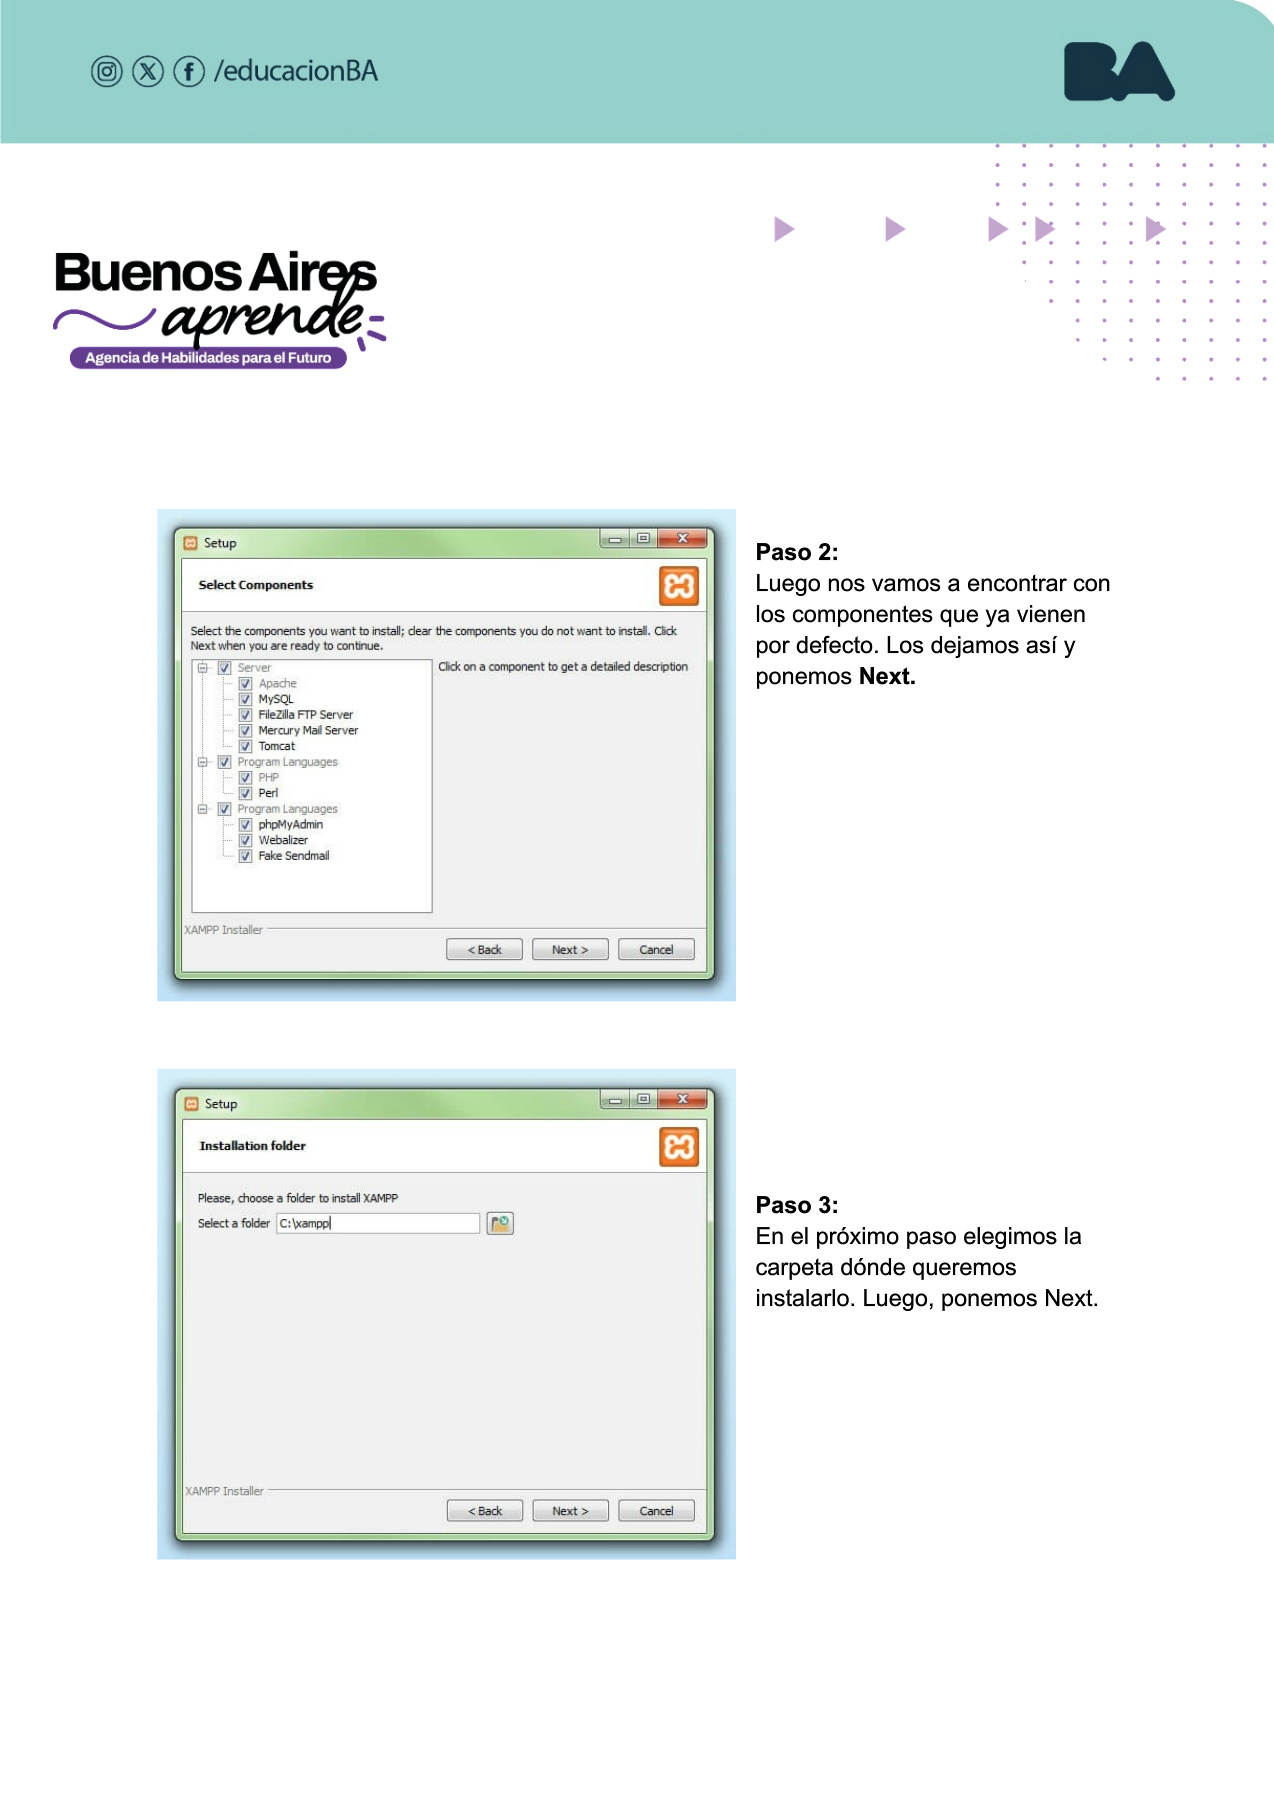 /educacionBA
BA
Buenos Aires
aprende
Agencia de Habilidades para el Futuro
Setup
Select Components
Select the components you want to install; clear the components you do not want to install. Click
Next when you are ready to continue.
Server
Apache
MySQL
FileZilla FTP Server
Mercury Mail Server
Tomcat
Program Languages
PHP
Perl
Program Languages
phpMyAdmin
Webalizer
Fake Sendmail
Click on a component to get a detailed description
XAMPP Installer
< Back Next > Cancel
Paso 2:
Luego nos vamos a encontrar con
los componentes que ya vienen
por defecto. Los dejamos así y
ponemos Next.
Setup
Installation folder
Please, choose a folder to install XAMPP
Select a folder C:\xampp
XAMPP Installer
< Back Next > Cancel
Paso 3:
En el próximo paso elegimos la
carpeta dónde queremos
instalarlo. Luego, ponemos Next.